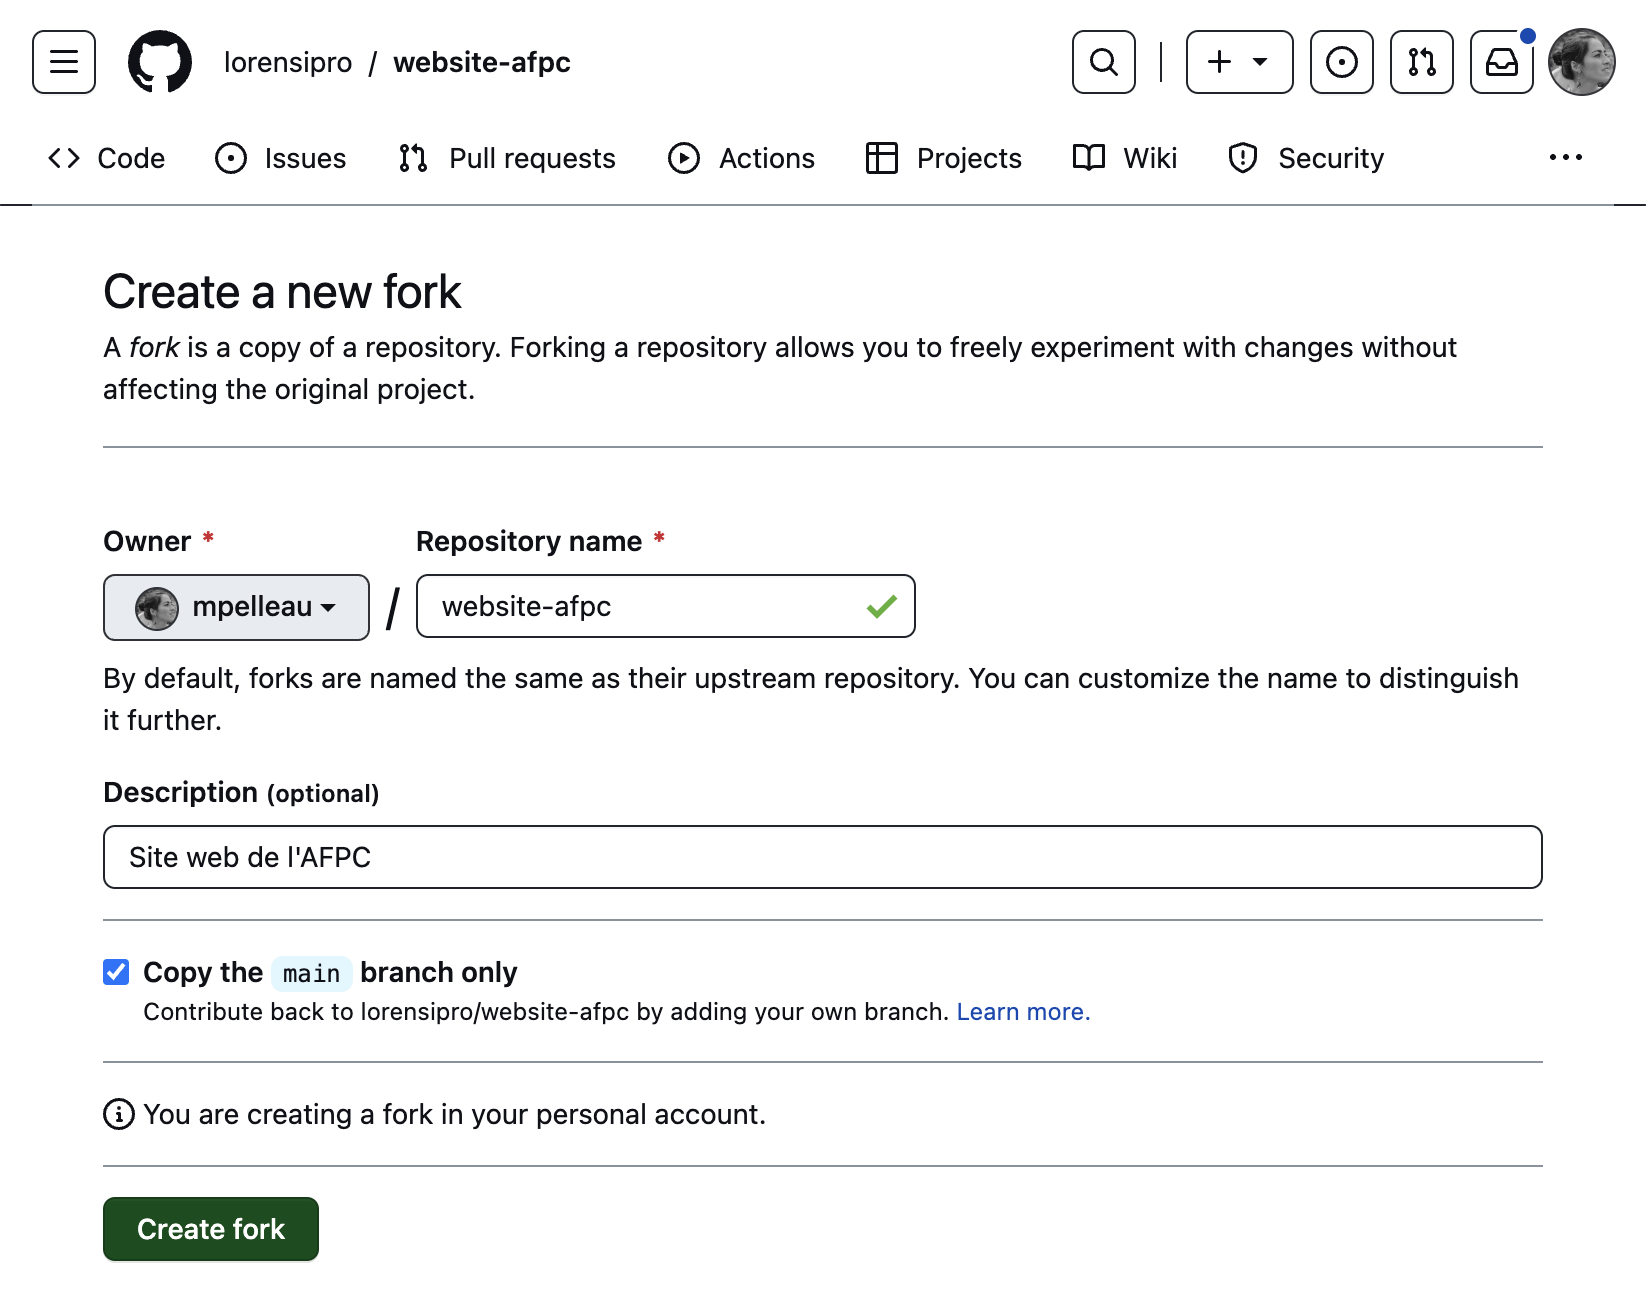 lorensipro / website-afpc
Code Issues Pull requests Actions Projects Wiki Security
Create a new fork
A fork is a copy of a repository. Forking a repository allows you to freely experiment with changes without
affecting the original project.
Owner * Repository name *
mpelleau / website-afpc
By default, forks are named the same as their upstream repository. You can customize the name to distinguish
it further.
Description (optional)
Site web de l'AFPC
Copy the main branch only
Contribute back to lorensipro/website-afpc by adding your own branch. Learn more.
You are creating a fork in your personal account.
Create fork